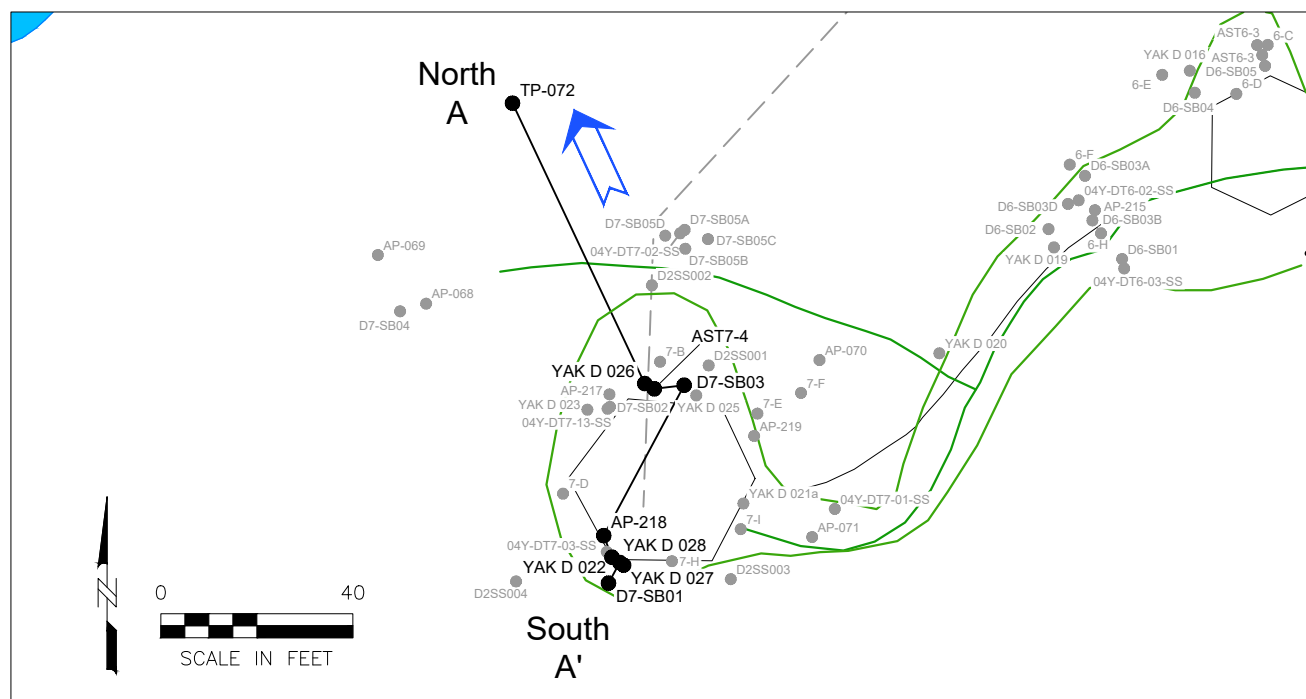 AST6-3
6-C
YAK D 016
AST6-3
D6-SB05
6-E
6-D
D6-SB04
North
A
TP-072
6-F
D6-SB03A
04Y-DT6-02-SS
D6-SB03D
AP-215
D6-SB03B
D6-SB02
6-H
YAK D 019
D6-SB01
04Y-DT6-03-SS
D7-SB05D
D7-SB05A
D7-SB05C
04Y-DT7-02-SS
D7-SB05B
D2SS002
AP-069
AP-068
D7-SB04
AST7-4
YAK D 020
7-B
D2SS001
AP-070
YAK D 026
D7-SB03
7-F
AP-217
YAK D 023
D7-SB02
YAK D 025
7-E
04Y-DT7-13-SS
AP-219
7-D
YAK D 021a
04Y-DT7-01-SS
AP-218
7-I
AP-071
04Y-DT7-03-SS
YAK D 028
7-H
YAK D 022
YAK D 027
D2SS003
D2SS004
D7-SB01
South
A'
N
0
40
SCALE IN FEET